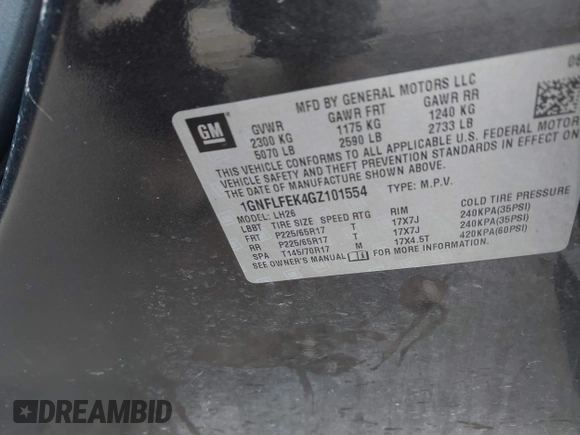 MFD BY GENERAL MOTORS LLC
GM
GVWR GAWR FRT GAWR RR
2300 KG 1175 KG 1240 KG
5070 LB 2590 LB 2733 LB
THIS VEHICLE CONFORMS TO ALL APPLICABLE U.S. FEDERAL MOTOR
VEHICLE SAFETY AND THEFT PREVENTION STANDARDS IN EFFECT ON
THE DATE OF MANUFACTURE SHOWN ABOVE.
1GNFLFEK4GZ101554 TYPE: M.P.V.
MODEL: LH26
LBBT TIRE SIZE SPEED RTG RIM COLD TIRE PRESSURE
FRT P225/65R17 T 17X7J 240KPA(35PSI)
RR P225/65R17 T 17X7J 240KPA(35PSI)
SPA T145/70R17 M 17X4.5T 420KPA(60PSI)
SEE OWNER'S MANUAL FOR MORE INFORMATION.
DREAMBID